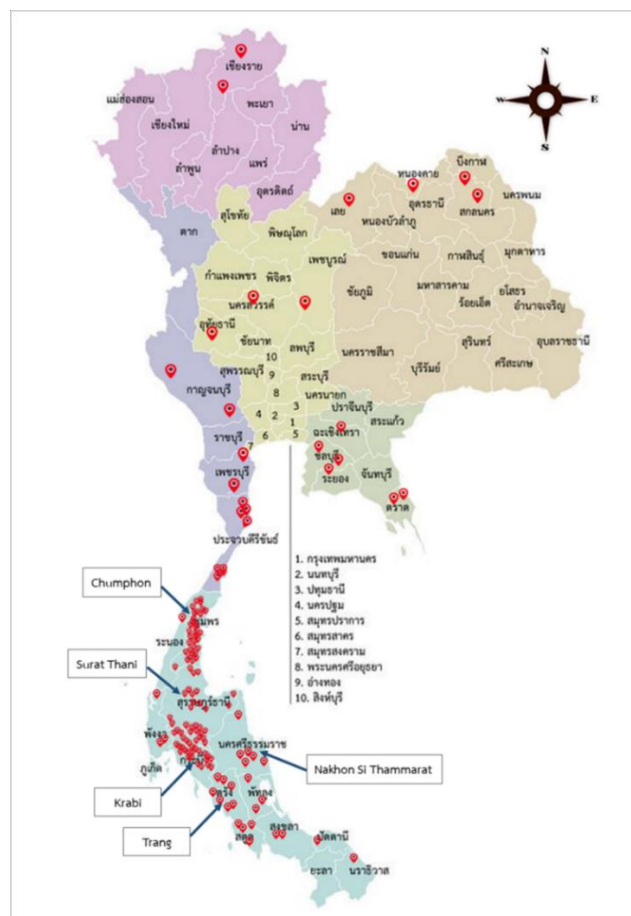 เชียงราย
แม่ฮ่องสอน
พะเยา
เชียงใหม่
น่าน
ลำปาง
ลำพูน
แพร่
อุตรดิตถ์
N
W
E
S
บึงกาฬ
หนองคาย
นครพนม
เลย
อุดรธานี
สกลนคร
หนองบัวลำภู
สุโขทัย
ตาก
พิษณุโลก
เพชรบูรณ์
ขอนแก่น
กาฬสินธุ์
มุกดาหาร
กำแพงเพชร
พิจิตร
ชัยภูมิ
มหาสารคาม
ยโสธร
ร้อยเอ็ด
อำนาจเจริญ
นครสวรรค์
อุทัยธานี
ชัยนาท
ลพบุรี
นครราชสีมา
สุรินทร์
อุบลราชธานี
บุรีรัมย์
ศรีสะเกษ
10
สุพรรณบุรี
9
สระบุรี
กาญจนบุรี
8
นครนายก
ปราจีนบุรี
4
2
3
1
สระแก้ว
ฉะเชิงเทรา
ราชบุรี
6
5
7
ชลบุรี
เพชรบุรี
ระยอง
จันทบุรี
ตราด
ประจวบคีรีขันธ์
1. กรุงเทพมหานคร
2. นนทบุรี
3. ปทุมธานี
4. นครปฐม
5. สมุทรปราการ
6. สมุทรสาคร
7. สมุทรสงคราม
8. พระนครศรีอยุธยา
9. อ่างทอง
10. สิงห์บุรี
Chumphon
ระนอง
Surat Thani
สุราษฎร์ธานี
พังงา
นครศรีธรรมราช
ภูเก็ต
Nakhon Si Thammarat
Krabi
ตรัง
พัทลุง
Trang
สงขลา
สตูล
ปัตตานี
ยะลา
นราธิวาส